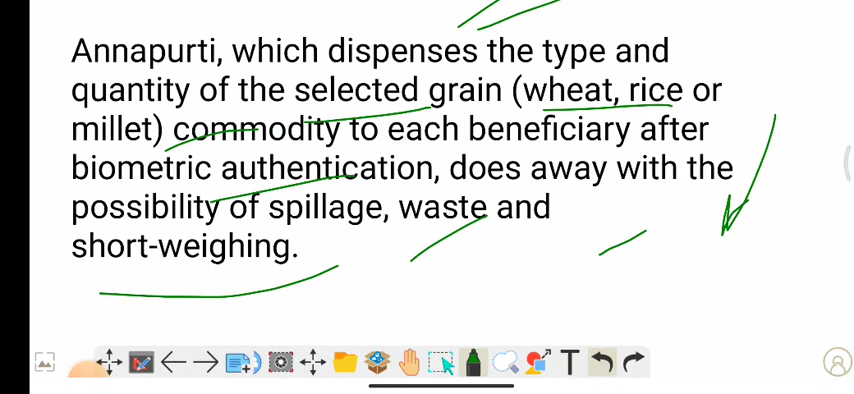 Annapurti, which dispenses the type and
quantity of the selected grain (wheat, rice or
millet) commodity to each beneficiary after
biometric authentication, does away with the
possibility of spillage, waste and
short-weighing.